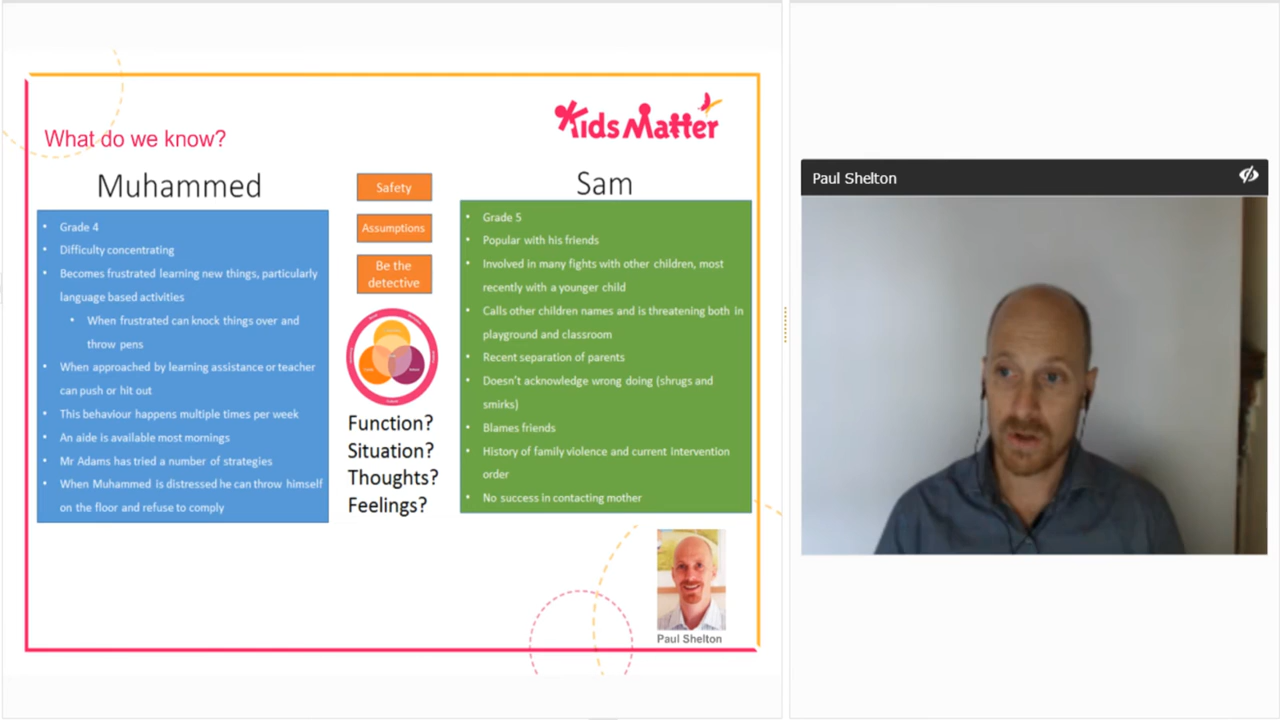 KidsMatter
What do we know?
Muhammed
• Grade 4
• Difficulty concentrating
• Becomes frustrated learning new things, particularly
language based activities
• When frustrated can knock things over and
throw pens
• When approached by learning assistance or teacher
can push or hit out
• This behaviour happens multiple times per week
• An aide is available most mornings
• Mr Adams has tried a number of strategies
• When Muhammed is distressed he can throw himself
on the floor and refuse to comply
Safety
Assumptions
Be the
detective
Function?
Situation?
Thoughts?
Feelings?
Sam
• Grade 5
• Popular with his friends
• Involved in many fights with other children, most
recently with a younger child
• Calls other children names and is threatening both in
playground and classroom
• Recent separation of parents
• Doesn't acknowledge wrong doing (shrugs and
smirks)
• Blames friends
• History of family violence and current intervention
order
• No success in contacting mother
Paul Shelton
Paul Shelton